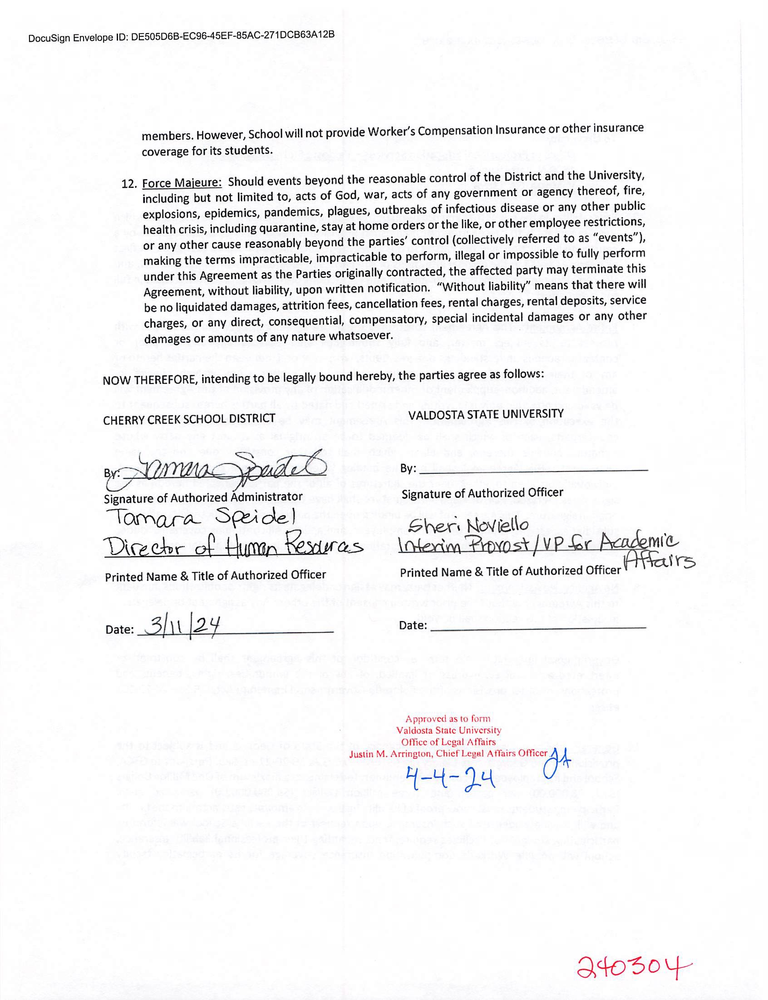 DocuSign Envelope ID: DE505D6B-EC96-45EF-85AC-271DCB63A12B
members. However, School will not provide Worker's Compensation Insurance or other insurance
coverage for its students.
12. Force Majeure: Should events beyond the reasonable control of the District and the University,
including but not limited to, acts of God, war, acts of any government or agency thereof, fire,
explosions, epidemics, pandemics, plagues, outbreaks of infectious disease or any other public
health crisis, including quarantine, stay at home orders or the like, or other employee restrictions,
or any other cause reasonably beyond the parties' control (collectively referred to as "events"),
making the terms impracticable, impracticable to perform, illegal or impossible to fully perform
under this Agreement as the Parties originally contracted, the affected party may terminate this
Agreement, without liability, upon written notification. "Without liability" means that there will
be no liquidated damages, attrition fees, cancellation fees, rental charges, rental deposits, service
charges, or any direct, consequential, compensatory, special incidental damages or any other
damages or amounts of any nature whatsoever.
NOW THEREFORE, intending to be legally bound hereby, the parties agree as follows:
CHERRY CREEK SCHOOL DISTRICT
By: Tamara Speidel
Signature of Authorized Administrator
Tamara Speidel
Director of Human Resources
Printed Name & Title of Authorized Officer
Date: 3/11/24
VALDOSTA STATE UNIVERSITY
By:
Signature of Authorized Officer
Sheri Noviello
Interim Provost/VP for Academic
Affairs
Printed Name & Title of Authorized Officer
Date:
Approved as to form
Valdosta State University
Office of Legal Affairs
Justin M. Arrington, Chief Legal Affairs Officer JA
4-4-24
240304